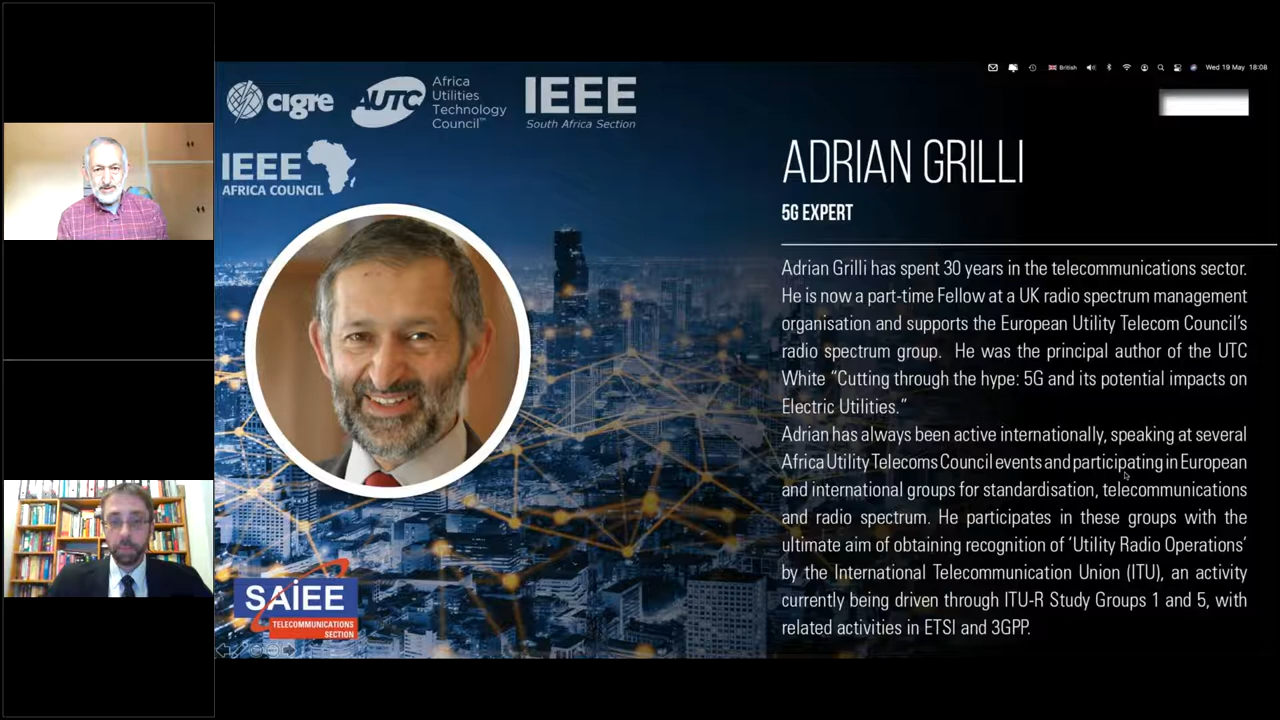 British
Wed 19 May 18:08
cigre
AUTC
Africa
Utilities
Technology
Council™
IEEE
South Africa Section
IEEE
AFRICA COUNCIL
ADRIAN GRILLI
5G EXPERT
Adrian Grilli has spent 30 years in the telecommunications sector.
He is now a part-time Fellow at a UK radio spectrum management
organisation and supports the European Utility Telecom Council's
radio spectrum group. He was the principal author of the UTC
White “Cutting through the hype: 5G and its potential impacts on
Electric Utilities.”
Adrian has always been active internationally, speaking at several
Africa Utility Telecoms Council events and participating in European
and international groups for standardisation, telecommunications
and radio spectrum. He participates in these groups with the
ultimate aim of obtaining recognition of ‘Utility Radio Operations’
by the International Telecommunication Union (ITU), an activity
currently being driven through ITU-R Study Groups 1 and 5, with
related activities in ETSI and 3GPP.
SAIEE
TELECOMMUNICATIONS
SECTION